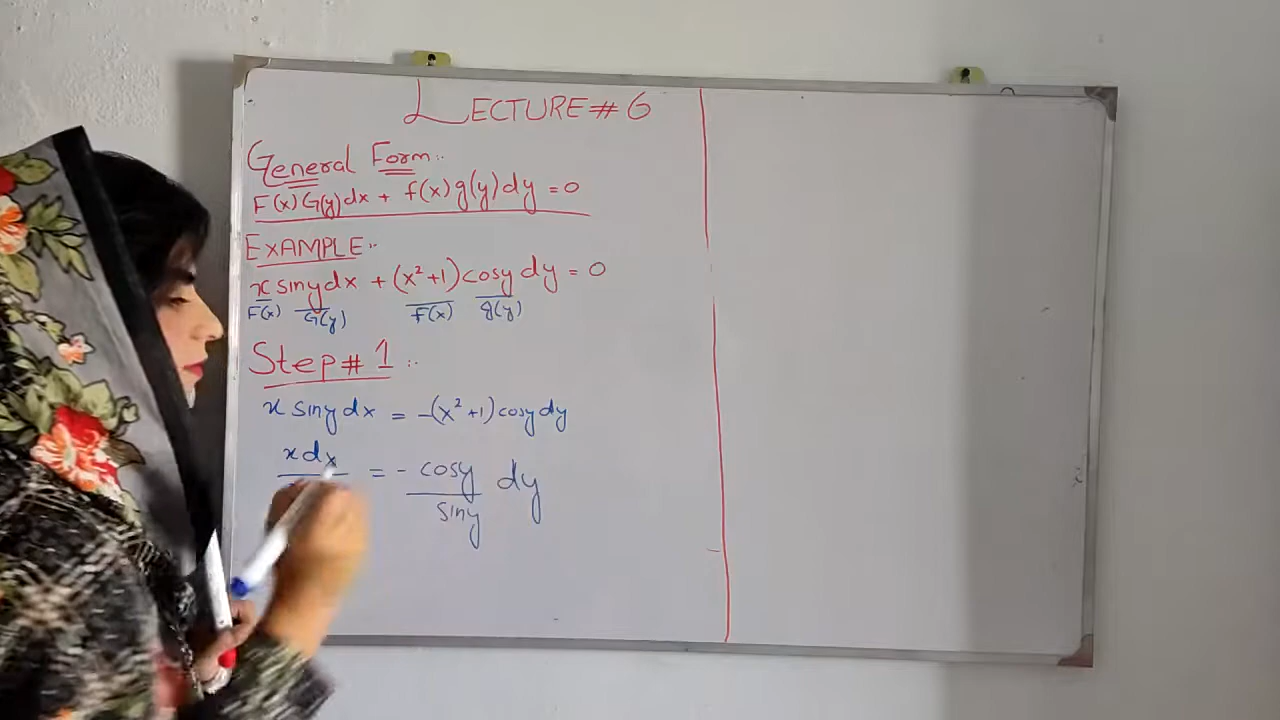 LECTURE # 6
General Form:-
F(x) G(y) dx + f(x) g(y) dy = 0
EXAMPLE:-
x siny dx + (x² +1) cosy dy = 0
F(x) G(y) f(x) g(y)
Step # 1 :-
x siny dx = -(x² +1) cosy dy
x dx = - cosy dy
siny